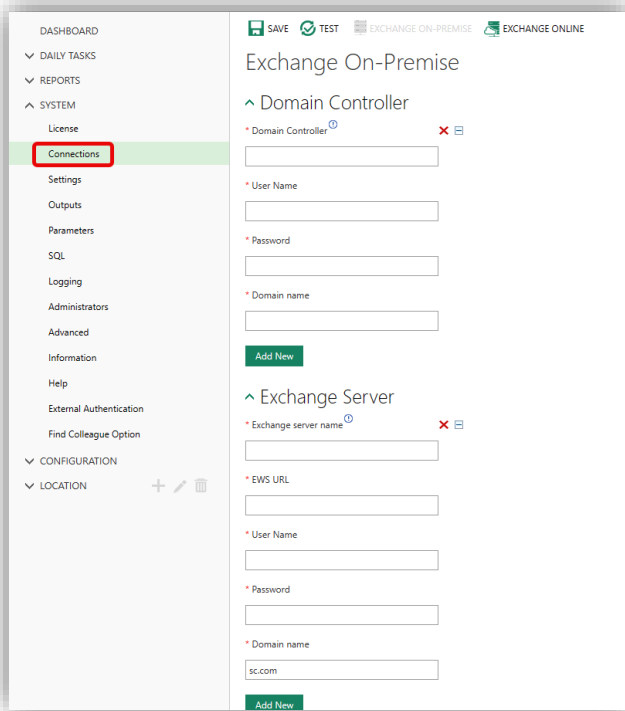 DASHBOARD
DAILY TASKS
REPORTS
SYSTEM
License
Connections
Settings
Outputs
Parameters
SQL
Logging
Administrators
Advanced
Information
Help
External Authentication
Find Colleague Option
CONFIGURATION
LOCATION
SAVE TEST EXCHANGE ON-PREMISE EXCHANGE ONLINE
Exchange On-Premise
Domain Controller
* Domain Controller
* User Name
* Password
* Domain name
Add New
Exchange Server
* Exchange server name
* EWS URL
* User Name
* Password
* Domain name
sc.com
Add New